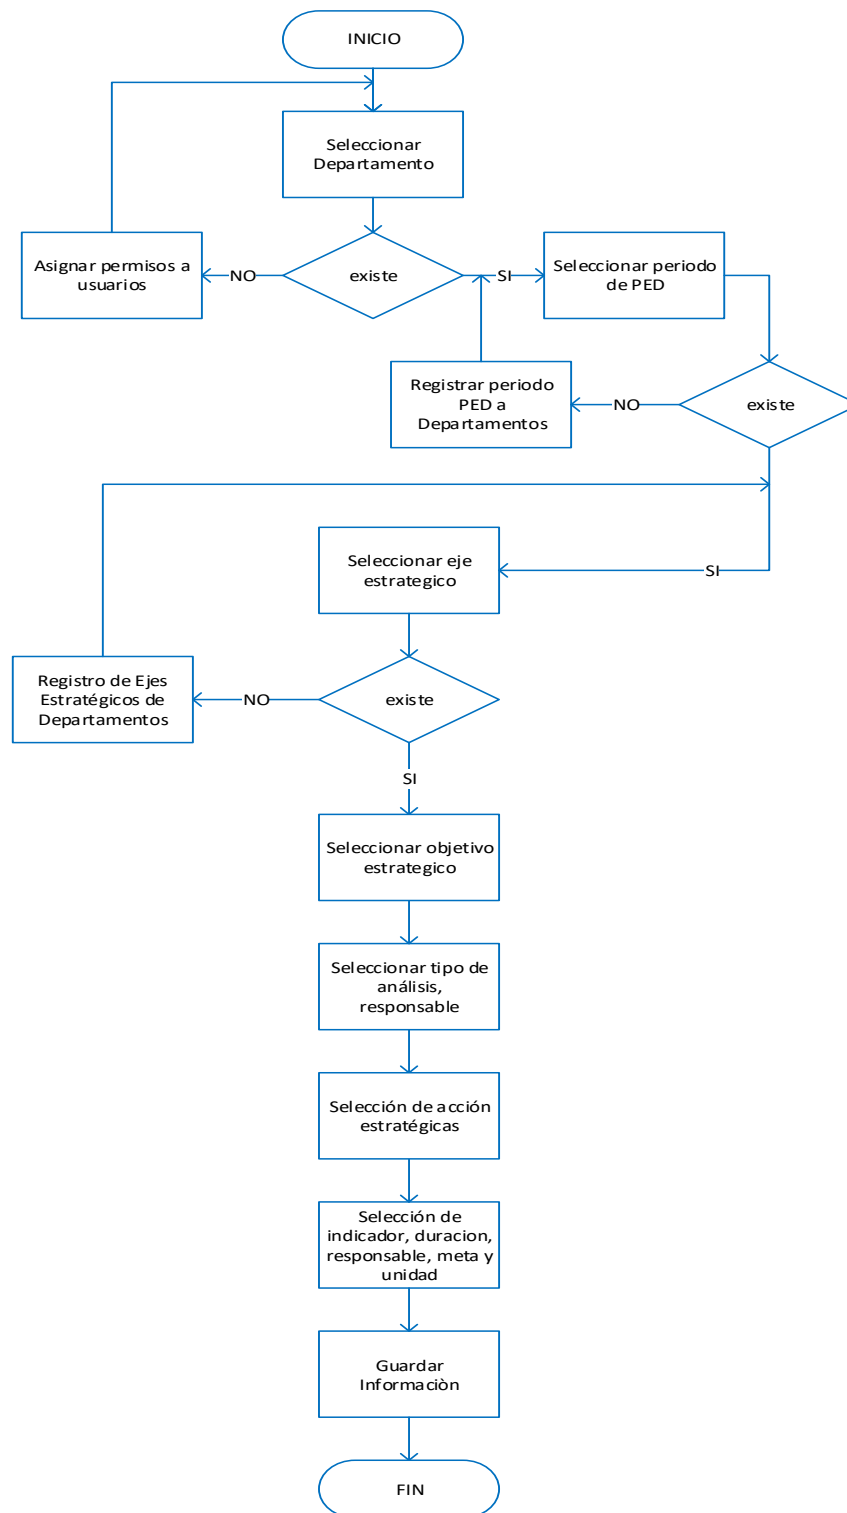 INICIO
Seleccionar
Departamento
Asignar permisos a
usuarios
NO
existe
SI
Seleccionar periodo
de PED
Registrar periodo
PED a
Departamentos
NO
existe
Seleccionar eje
estrategico
SI
Registro de Ejes
Estratégicos de
Departamentos
NO
existe
SI
Seleccionar objetivo
estrategico
Seleccionar tipo de
análisis,
responsable
Selección de acción
estratégicas
Selección de
indicador, duracion,
responsable, meta y
unidad
Guardar
Informaciòn
FIN